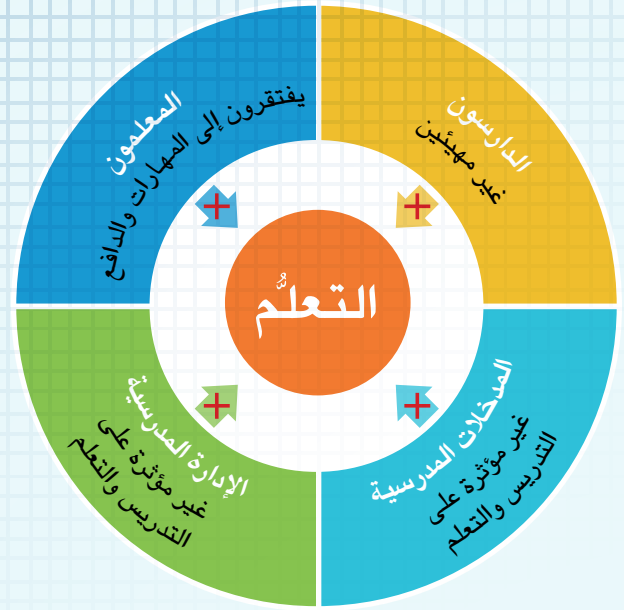 الدارسون
غير مهيئين
المعلمون
يفتقرون إلى المهارات والدافع
التعلُّم
المدخلات المدرسية
غير مؤثرة على
التدريس والتعلم
الإدارة المدرسية
غير مؤثرة على
التدريس والتعلم